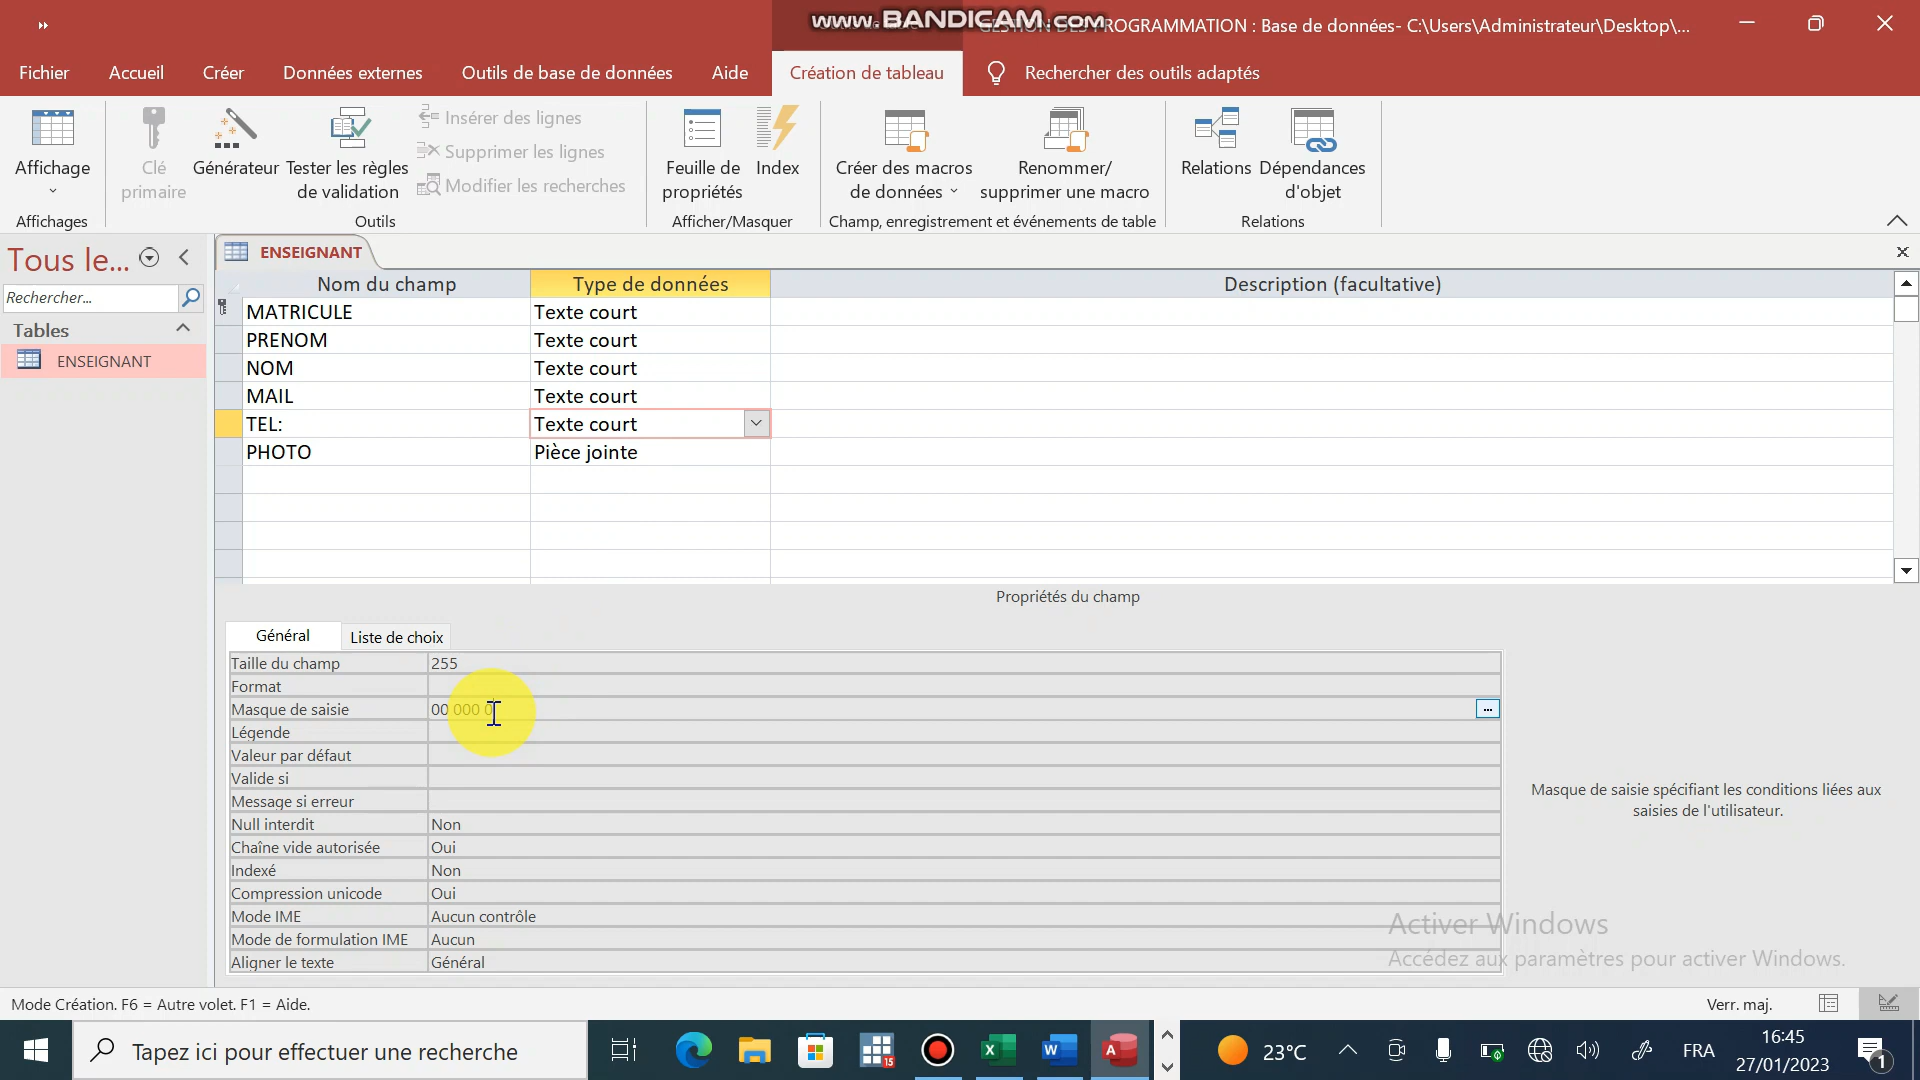 www.BANDICAM.com
GESTION DES PROGRAMMATION : Base de données- C:\Users\Administrateur\Desktop\...
Fichier Accueil Créer Données externes Outils de base de données Aide Création de tableau Rechercher des outils adaptés
Affichage
Clé primaire
Générateur
Tester les règles de validation
Insérer des lignes
Supprimer les lignes
Modifier les recherches
Feuille de propriétés
Index
Créer des macros de données
Renommer/ supprimer une macro
Relations
Dépendances d'objet
Affichages Outils Afficher/Masquer Champ, enregistrement et événements de table Relations
Tous le...
Rechercher...
Tables
ENSEIGNANT
ENSEIGNANT
Nom du champ Type de données Description (facultative)
MATRICULE Texte court
PRENOM Texte court
NOM Texte court
MAIL Texte court
TEL: Texte court
PHOTO Pièce jointe
Propriétés du champ
Général Liste de choix
Taille du champ 255
Format
Masque de saisie 00 000 0
Légende
Valeur par défaut
Valide si
Message si erreur
Null interdit Non
Chaîne vide autorisée Oui
Indexé Non
Compression unicode Oui
Mode IME Aucun contrôle
Mode de formulation IME Aucun
Aligner le texte Général
Masque de saisie spécifiant les conditions liées aux
saisies de l'utilisateur.
Activer Windows
Accédez aux paramètres pour activer Windows.
Mode Création. F6 = Autre volet. F1 = Aide. Verr. maj.
Tapez ici pour effectuer une recherche
15
23°C FRA
16:45
27/01/2023
1